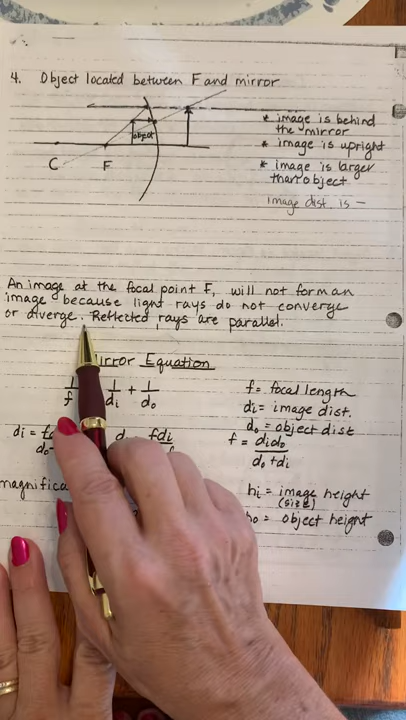 4. Object located between F and mirror
object
C F
* image is behind
the mirror
* image is upright
* image is larger
than object
image dist. is —
An image at the focal point F, will not form an
image because light rays do not converge
or diverge. Reflected rays are parallel.
Mirror Equation
1/f 1/di + 1/do
f = focal length
di = image dist.
do = object dist
di = fdo
fdi
f = dido / do + di
hi = image height
(size)
ho = object height